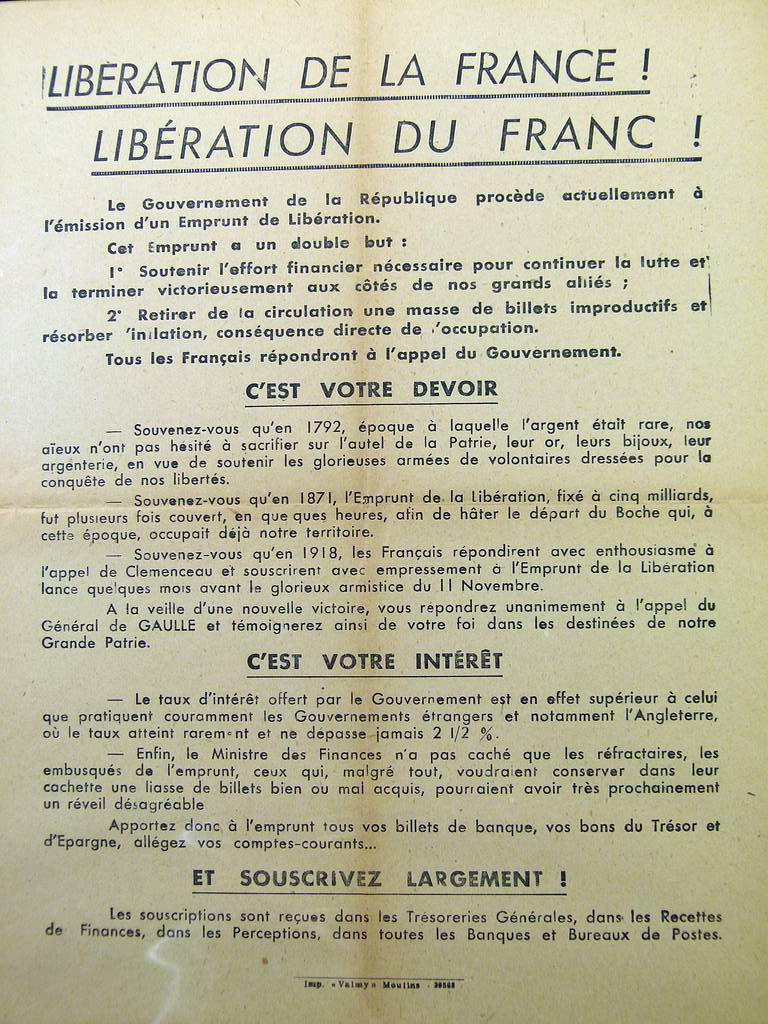 LIBÉRATION DE LA FRANCE !
LIBÉRATION DU FRANC !
Le Gouvernement de la République procède actuellement à
l'émission d'un Emprunt de Libération.
Cet Emprunt a un double but :
1° Soutenir l'effort financier nécessaire pour continuer la lutte et
la terminer victorieusement aux côtés de nos grands alliés ;
2° Retirer de la circulation une masse de billets improductifs et
résorber l'inflation, conséquence directe de l'occupation.
Tous les Français répondront à l'appel du Gouvernement.
C'EST VOTRE DEVOIR
— Souvenez-vous qu'en 1792, époque à laquelle l'argent était rare, nos
aïeux n'ont pas hésité à sacrifier sur l'autel de la Patrie, leur or, leurs bijoux, leur
argenterie, en vue de soutenir les glorieuses armées de volontaires dressées pour la
conquête de nos libertés.
— Souvenez-vous qu'en 1871, l'Emprunt de la Libération, fixé à cinq milliards,
fut plusieurs fois couvert, en quelques heures, afin de hâter le départ du Boche qui, à
cette époque, occupait déjà notre territoire.
— Souvenez-vous qu'en 1918, les Français répondirent avec enthousiasme à
l'appel de Clemenceau et souscrirent avec empressement à l'Emprunt de la Libération
lance quelques mois avant le glorieux armistice du 11 Novembre.
A la veille d'une nouvelle victoire, vous répondrez unanimement à l'appel du
Général de GAULLE et témoignerez ainsi de votre foi dans les destinées de notre
Grande Patrie.
C'EST VOTRE INTÉRÊT
— Le taux d'intérêt offert par le Gouvernement est en effet supérieur à celui
que pratiquent couramment les Gouvernements étrangers et notamment l'Angleterre,
où le taux atteint rarement et ne dépasse jamais 2 1/2 %.
— Enfin, le Ministre des Finances n'a pas caché que les réfractaires, les
embusqués de l'emprunt, ceux qui, malgré tout, voudraient conserver dans leur
cachette une liasse de billets bien ou mal acquis, pourraient avoir très prochainement
un réveil désagréable
Apportez donc à l'emprunt tous vos billets de banque, vos bons du Trésor et
d'Epargne, allégez vos comptes-courants...
ET SOUSCRIVEZ LARGEMENT !
Les souscriptions sont reçues dans les Trésoreries Générales, dans les Recettes
de Finances, dans les Perceptions, dans toutes les Banques et Bureaux de Postes.
Imp. « Valmy » Moulins -